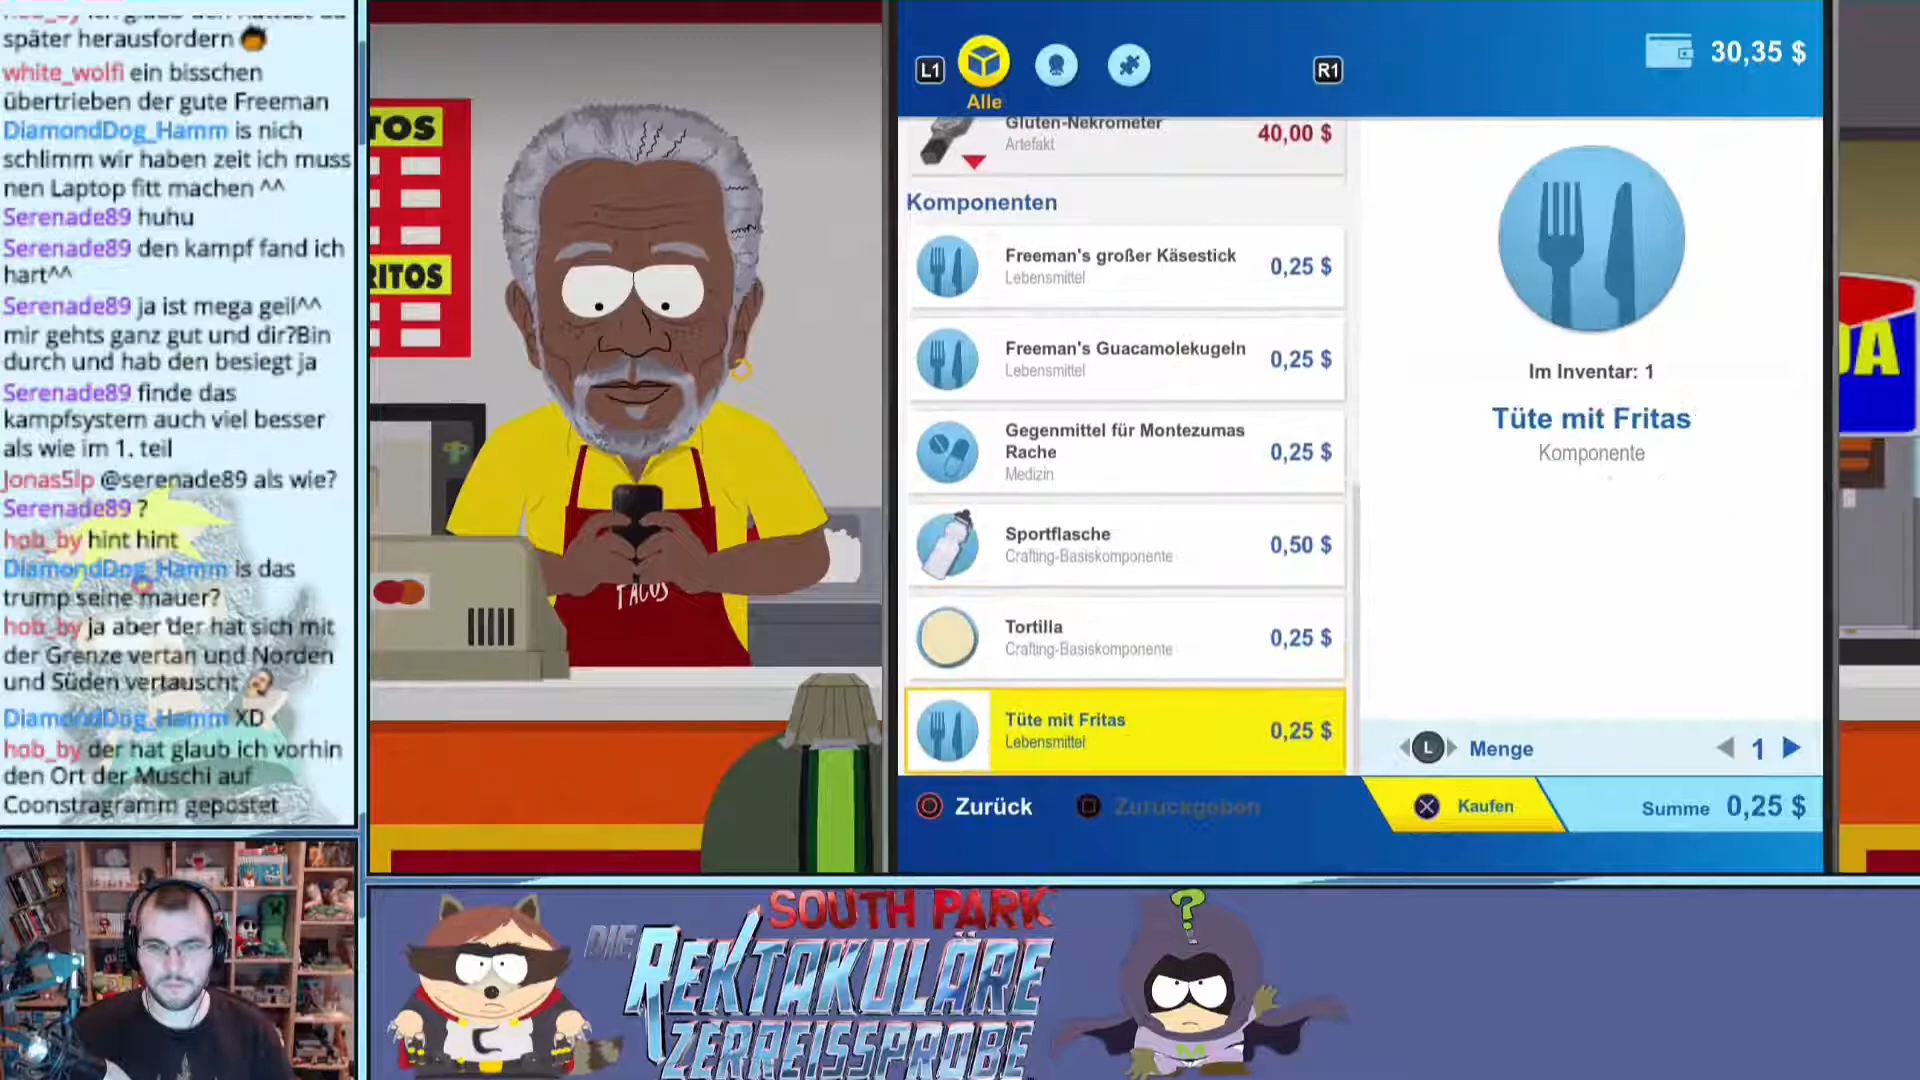 später herausfordern
white_wolfi ein bisschen
übertrieben der gute Freeman
DiamondDog_Hamm is nich
schlimm wir haben zeit ich muss
nen Laptop fitt machen ^^
Serenade89 huhu
Serenade89 den kampf fand ich
hart^^
Serenade89 ja ist mega geil^^
mir gehts ganz gut und dir?Bin
durch und hab den besiegt ja
Serenade89 finde das
kampfsystem auch viel besser
als wie im 1. teil
Jonas5lp @serenade89 als wie?
Serenade89 ?
hob_by hint hint
DiamondDog_Hamm is das
trump seine mauer?
hob_by ja aber der hat sich mit
der Grenze vertan und Norden
und Süden vertauscht
DiamondDog_Hamm XD
hob_by der hat glaub ich vorhin
den Ort der Muschi auf
Coonstragramm gepostet
TOS
RITOS
TACOS
L1
Alle
R1
30,35 $
Gluten-Nekrometer
Artefakt
40,00 $
Komponenten
Freeman's großer Käsestick
Lebensmittel
0,25 $
Freeman's Guacamolekugeln
Lebensmittel
0,25 $
Gegenmittel für Montezumas
Rache
Medizin
0,25 $
Sportflasche
Crafting-Basiskomponente
0,50 $
Tortilla
Crafting-Basiskomponente
0,25 $
Tüte mit Fritas
Lebensmittel
0,25 $
Im Inventar: 1
Tüte mit Fritas
Komponente
L Menge
1
Zurück
Zurückgeben
Kaufen
Summe 0,25 $
DA
SOUTH PARK
DIE
REKTAKULÄRE
ZERREISSPROBE
?
C
M